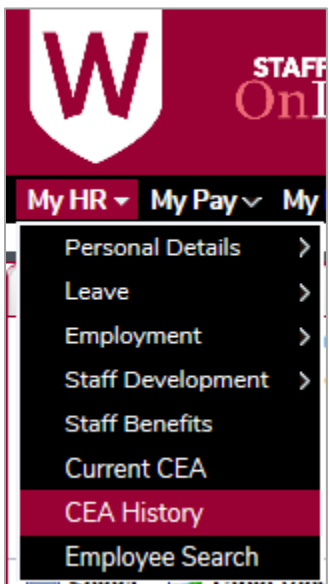 W
STAFF
My HR My Pay My
Personal Details
Leave
Employment
Staff Development
Staff Benefits
Current CEA
CEA History
Employee Search